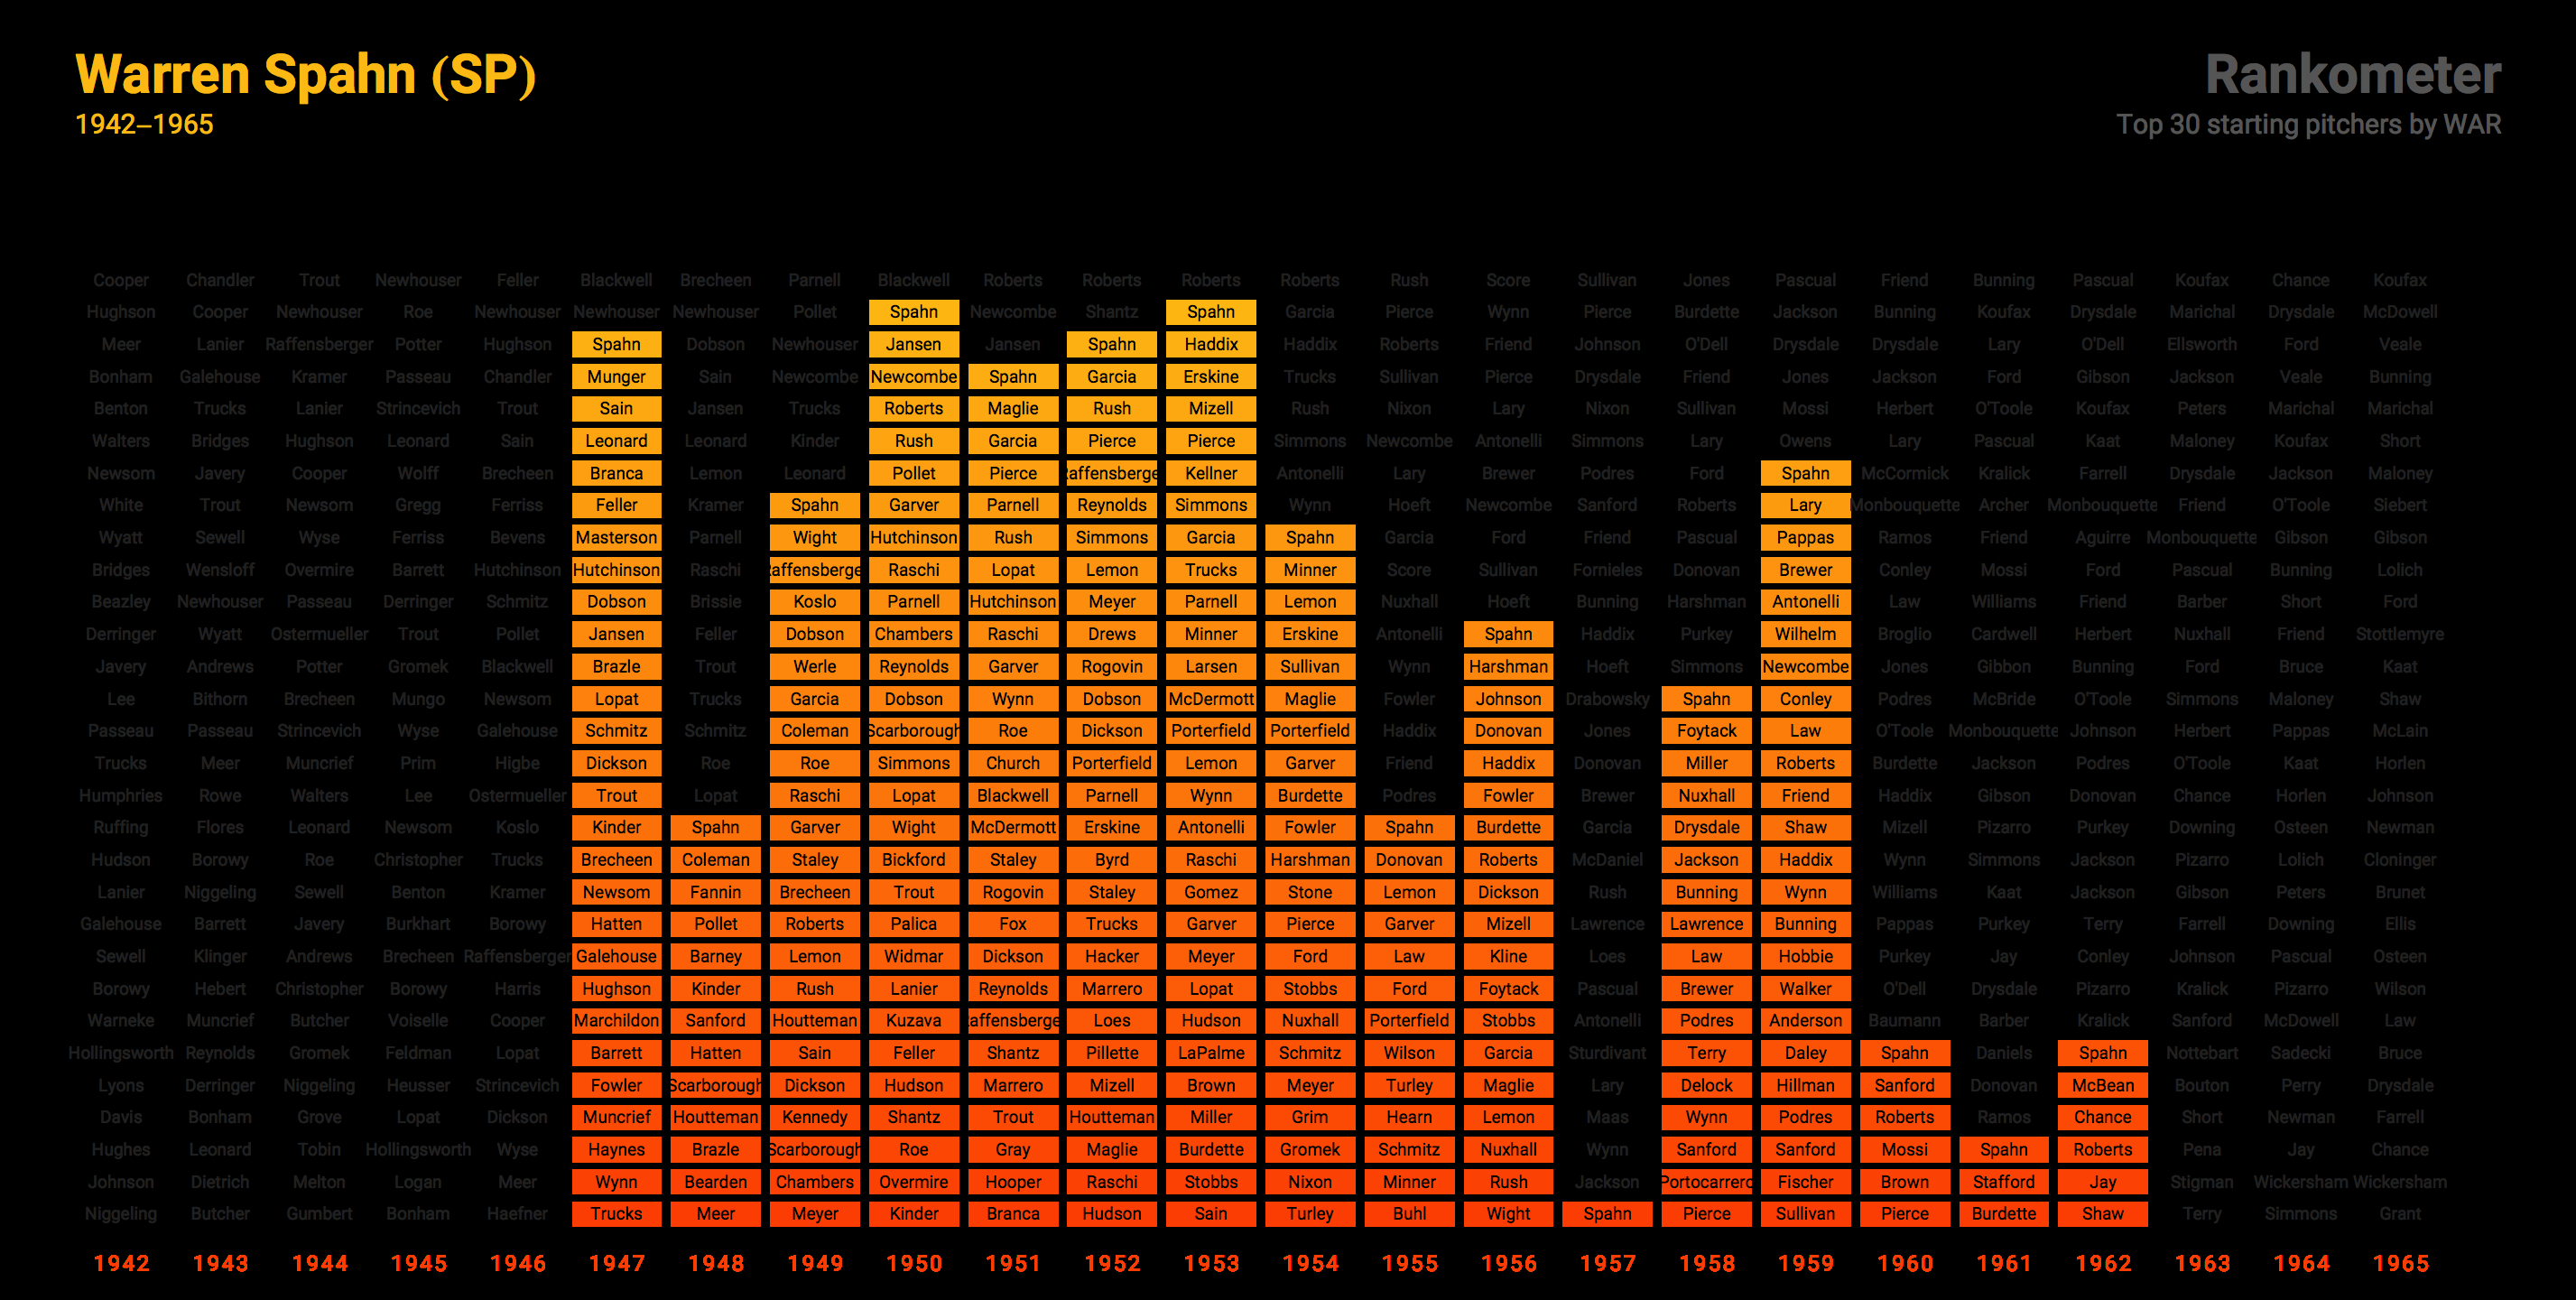 Warren Spahn (SP)
1942–1965
Rankometer
Top 30 starting pitchers by WAR
Cooper Chandler Trout Newhouser Feller Blackwell Brecheen Parnell Blackwell Roberts Roberts Roberts Roberts Rush Score Sullivan Jones Pascual Friend Bunning Pascual Koufax Chance Koufax
Hughson Cooper Newhouser Roe Newhouser Newhouser Newhouser Pollet Spahn Newcombe Shantz Spahn Garcia Pierce Wynn Pierce Burdette Jackson Bunning Koufax Drysdale Marichal Drysdale McDowell
Meer Lanier Raffensberger Potter Hughson Spahn Dobson Newhouser Jansen Jansen Spahn Haddix Haddix Roberts Friend Johnson O'Dell Drysdale Drysdale Lary O'Dell Ellsworth Ford Veale
Bonham Galehouse Kramer Passeau Chandler Munger Sain Newcombe Newcombe Spahn Garcia Erskine Trucks Sullivan Pierce Drysdale Friend Jones Jackson Ford Gibson Jackson Veale Bunning
Benton Trucks Lanier Strincevich Trout Sain Jansen Trucks Roberts Maglie Rush Mizell Rush Nixon Lary Nixon Sullivan Mossi Herbert O'Toole Koufax Peters Marichal Marichal
Walters Bridges Hughson Leonard Sain Leonard Leonard Kinder Rush Garcia Pierce Pierce Simmons Newcombe Antonelli Simmons Lary Owens Lary Pascual Kaat Maloney Koufax Short
Newsom Javery Cooper Wolff Brecheen Branca Lemon Leonard Pollet Pierce Raffensberge Kellner Antonelli Lary Brewer Podres Ford Spahn McCormick Kralick Farrell Drysdale Jackson Maloney
White Trout Newsom Gregg Ferriss Feller Kramer Spahn Garver Parnell Reynolds Simmons Wynn Hoeft Newcombe Sanford Roberts Lary Monbouquette Archer Monbouquette Friend O'Toole Siebert
Wyatt Sewell Wyse Ferriss Bevens Masterson Parnell Wight Hutchinson Rush Simmons Garcia Spahn Garcia Ford Friend Pascual Pappas Ramos Friend Aguirre Monbouquette Gibson Gibson
Bridges Wensloff Overmire Barrett Hutchinson Hutchinson Raschi Raffensberge Raschi Lopat Lemon Trucks Minner Score Sullivan Fornieles Donovan Brewer Conley Mossi Ford Pascual Bunning Lolich
Beazley Newhouser Passeau Derringer Schmitz Dobson Brissie Koslo Parnell Hutchinson Meyer Parnell Lemon Nuxhall Hoeft Bunning Harshman Antonelli Law Williams Friend Barber Short Ford
Derringer Wyatt Ostermueller Trout Pollet Jansen Feller Dobson Chambers Raschi Drews Minner Erskine Antonelli Spahn Haddix Purkey Wilhelm Broglio Cardwell Herbert Nuxhall Friend Stottlemyre
Javery Andrews Potter Gromek Blackwell Brazle Trout Werle Reynolds Garver Rogovin Larsen Sullivan Wynn Harshman Hoeft Simmons Newcombe Jones Gibbon Bunning Ford Bruce Kaat
Lee Bithorn Brecheen Mungo Newsom Lopat Trucks Garcia Dobson Wynn Dobson McDermott Maglie Fowler Johnson Drabowsky Spahn Conley Podres McBride O'Toole Simmons Maloney Shaw
Passeau Passeau Strincevich Wyse Galehouse Schmitz Schmitz Coleman Scarborough Roe Dickson Porterfield Porterfield Haddix Donovan Jones Foytack Law O'Toole Monbouquette Johnson Herbert Pappas McLain
Trucks Meer Muncrief Prim Higbe Dickson Roe Roe Simmons Church Porterfield Lemon Garver Friend Haddix Donovan Miller Roberts Burdette Jackson Podres O'Toole Kaat Horlen
Humphries Rowe Walters Lee Ostermueller Trout Lopat Raschi Lopat Blackwell Parnell Wynn Burdette Podres Fowler Brewer Nuxhall Friend Haddix Gibson Donovan Chance Horlen Johnson
Ruffing Flores Leonard Newsom Koslo Kinder Spahn Garver Wight McDermott Erskine Antonelli Fowler Spahn Burdette Garcia Drysdale Shaw Mizell Pizarro Purkey Downing Osteen Newman
Hudson Borowy Roe Christopher Trucks Brecheen Coleman Staley Bickford Staley Byrd Raschi Harshman Donovan Roberts McDaniel Jackson Haddix Wynn Simmons Jackson Pizarro Lolich Cloninger
Lanier Niggeling Sewell Benton Kramer Newsom Fannin Brecheen Trout Rogovin Staley Gomez Stone Lemon Dickson Rush Bunning Wynn Williams Kaat Jackson Gibson Peters Brunet
Galehouse Barrett Javery Burkhart Borowy Hatten Pollet Roberts Palica Fox Trucks Garver Pierce Garver Mizell Lawrence Lawrence Bunning Pappas Purkey Terry Farrell Downing Ellis
Sewell Klinger Andrews Brecheen Raffensberger Galehouse Barney Lemon Widmar Dickson Hacker Meyer Ford Law Kline Loes Law Hobbie Purkey Jay Conley Johnson Pascual Osteen
Borowy Hebert Christopher Borowy Harris Hughson Kinder Rush Lanier Reynolds Marrero Lopat Stobbs Ford Foytack Pascual Brewer Walker O'Dell Drysdale Pizarro Kralick Pizarro Wilson
Warneke Muncrief Butcher Voiselle Cooper Marchildon Sanford Houtteman Kuzava Raffensberge Loes Hudson Nuxhall Porterfield Stobbs Antonelli Podres Anderson Baumann Barber Kralick Sanford McDowell Law
Hollingsworth Reynolds Gromek Feldman Lopat Barrett Hatten Sain Feller Shantz Pillette LaPalme Schmitz Wilson Garcia Sturdivant Terry Daley Spahn Daniels Spahn Nottebart Sadecki Bruce
Lyons Derringer Niggeling Heusser Strincevich Fowler Scarborough Dickson Hudson Marrero Mizell Brown Meyer Turley Maglie Lary Delock Hillman Sanford Donovan McBean Bouton Perry Drysdale
Davis Bonham Grove Lopat Dickson Muncrief Houtteman Kennedy Shantz Trout Houtteman Miller Grim Hearn Lemon Maas Wynn Podres Roberts Ramos Chance Short Newman Farrell
Hughes Leonard Tobin Hollingsworth Wyse Haynes Brazle Scarborough Roe Gray Maglie Burdette Gromek Schmitz Nuxhall Wynn Sanford Sanford Mossi Spahn Roberts Pena Jay Chance
Johnson Dietrich Melton Logan Meer Wynn Bearden Chambers Overmire Hooper Raschi Stobbs Nixon Minner Rush Jackson Portocarrero Fischer Brown Stafford Jay Stigman Wickersham Wickersham
Niggeling Butcher Gumbert Bonham Haefner Trucks Meer Meyer Kinder Branca Hudson Sain Turley Buhl Wight Spahn Pierce Sullivan Pierce Burdette Shaw Terry Simmons Grant
1942 1943 1944 1945 1946 1947 1948 1949 1950 1951 1952 1953 1954 1955 1956 1957 1958 1959 1960 1961 1962 1963 1964 1965